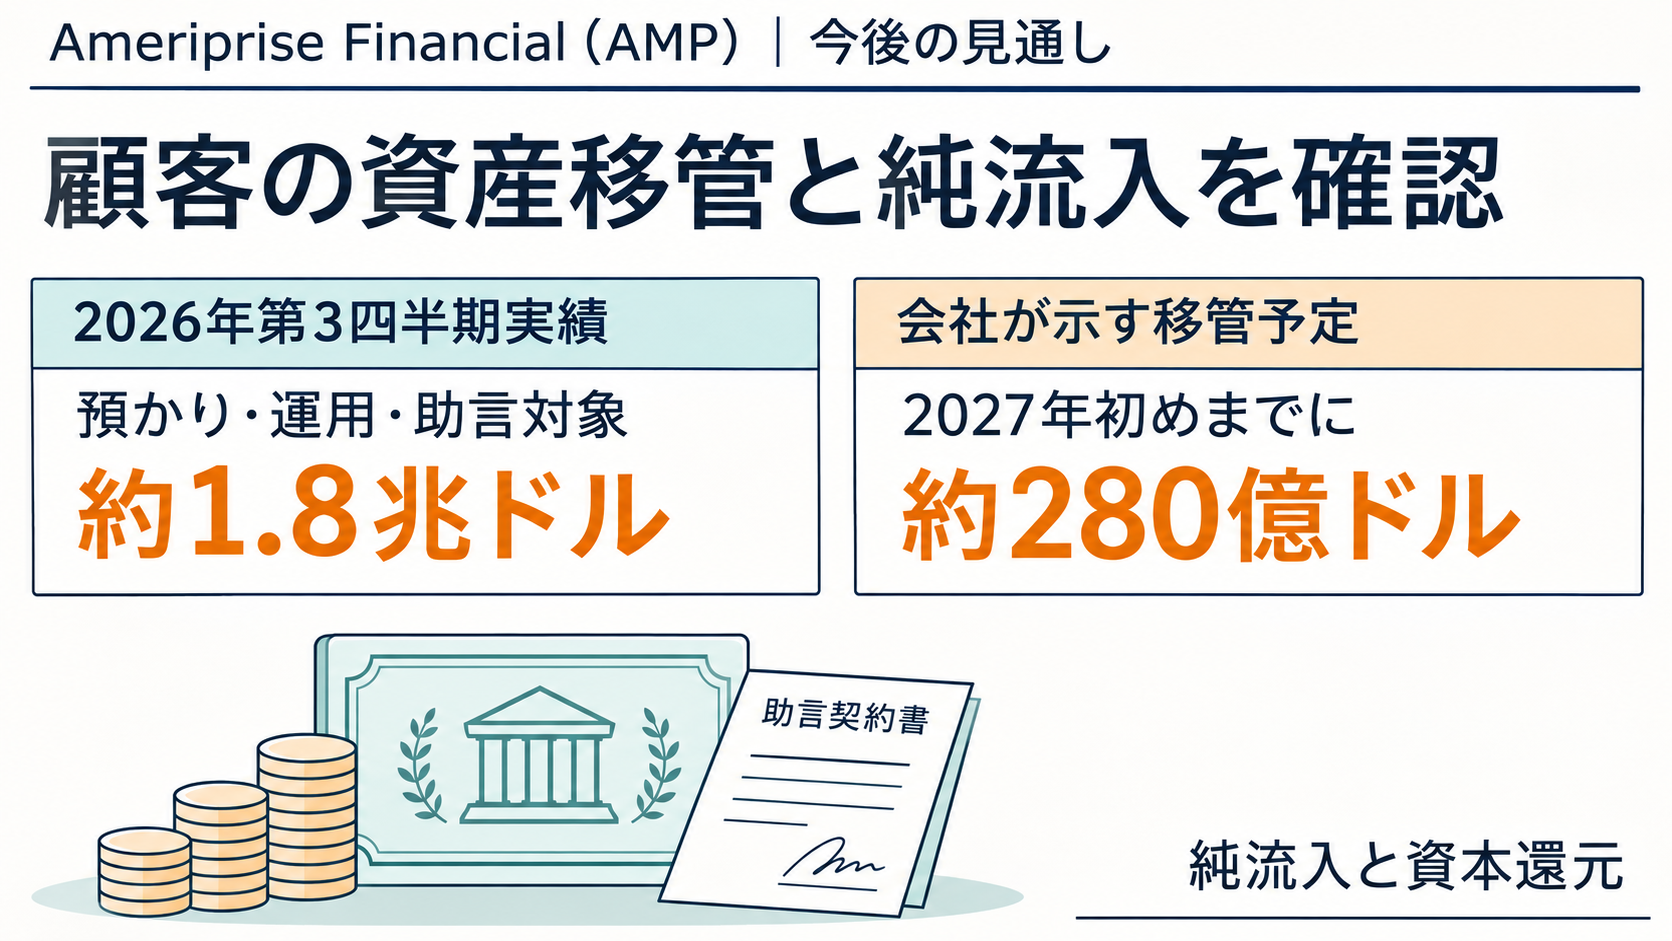 Ameriprise Financial（AMP）｜今後の見通し
顧客の資産移管と純流入を確認
2026年第3四半期実績
預かり・運用・助言対象
約1.8兆ドル
会社が示す移管予定
2027年初めまでに
約280億ドル
助言契約書
純流入と資本還元